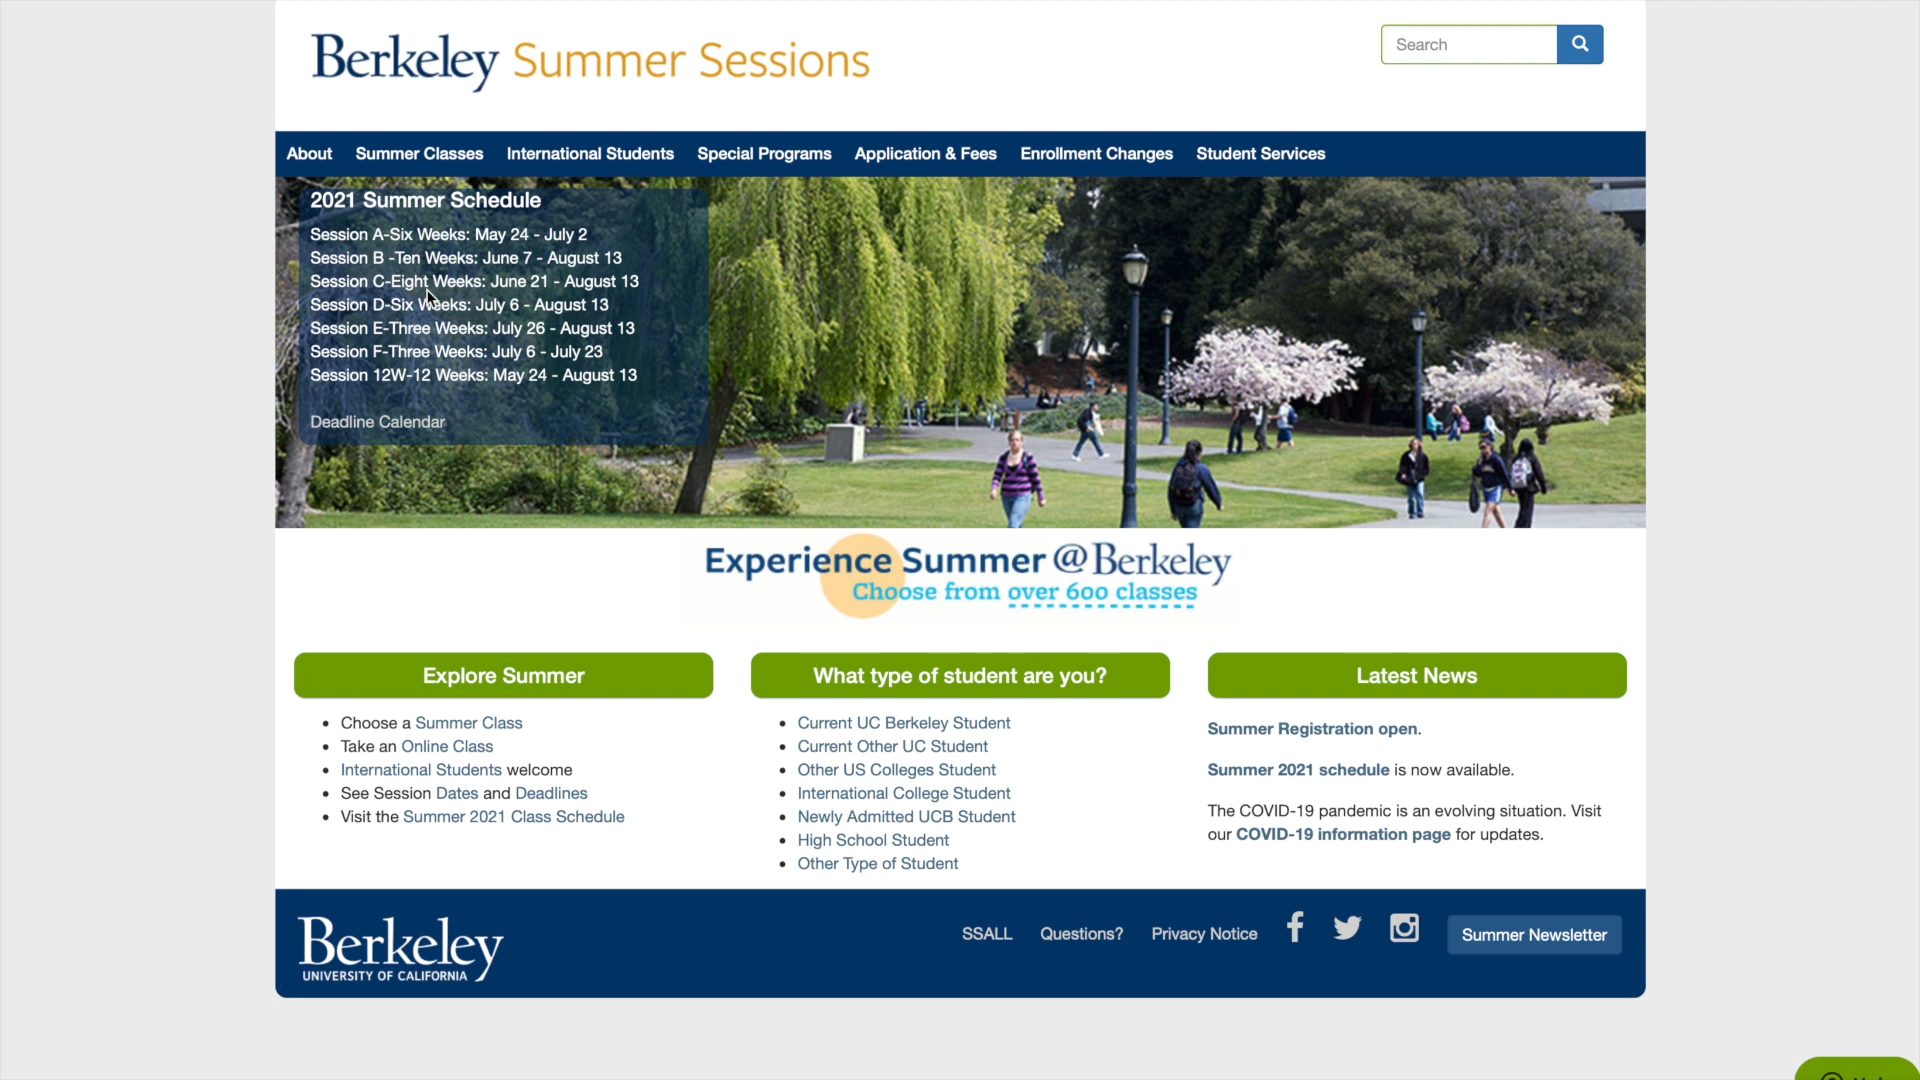 Berkeley Summer Sessions
Search
About Summer Classes International Students Special Programs Application & Fees Enrollment Changes Student Services
2021 Summer Schedule
Session A-Six Weeks: May 24 - July 2
Session B -Ten Weeks: June 7 - August 13
Session C-Eight Weeks: June 21 - August 13
Session D-Six Weeks: July 6 - August 13
Session E-Three Weeks: July 26 - August 13
Session F-Three Weeks: July 6 - July 23
Session 12W-12 Weeks: May 24 - August 13
Deadline Calendar
Experience Summer @ Berkeley
Choose from over 600 classes
Explore Summer
Choose a Summer Class
Take an Online Class
International Students welcome
See Session Dates and Deadlines
Visit the Summer 2021 Class Schedule
What type of student are you?
Current UC Berkeley Student
Current Other UC Student
Other US Colleges Student
International College Student
Newly Admitted UCB Student
High School Student
Other Type of Student
Latest News
Summer Registration open.
Summer 2021 schedule is now available.
The COVID-19 pandemic is an evolving situation. Visit
our COVID-19 information page for updates.
Berkeley
UNIVERSITY OF CALIFORNIA
SSALL Questions? Privacy Notice Summer Newsletter